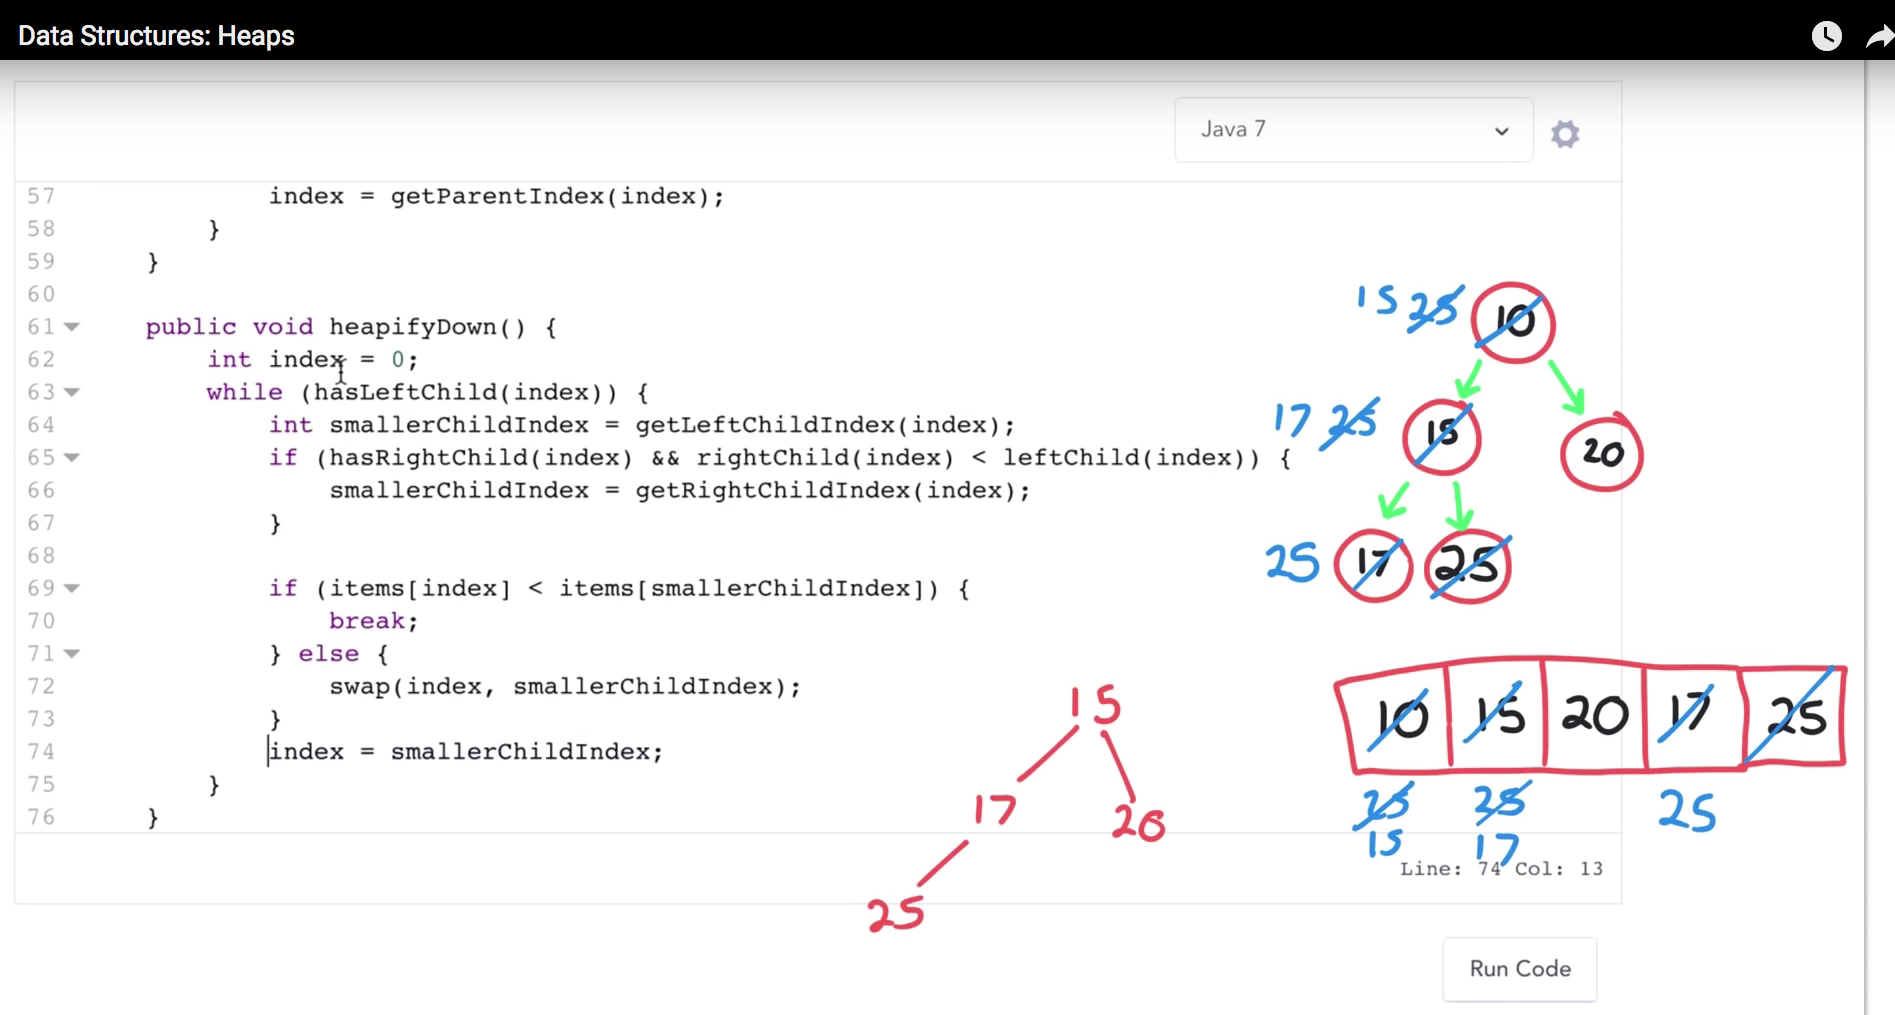 Data Structures: Heaps
Java 7
57 index = getParentIndex(index);
58 }
59 }
60
61 public void heapifyDown() {
62 int index = 0;
63 while (hasLeftChild(index)) {
64 int smallerChildIndex = getLeftChildIndex(index);
65 if (hasRightChild(index) && rightChild(index) < leftChild(index)) {
66 smallerChildIndex = getRightChildIndex(index);
67 }
68
69 if (items[index] < items[smallerChildIndex]) {
70 break;
71 } else {
72 swap(index, smallerChildIndex);
73 }
74 index = smallerChildIndex;
75 }
76 }
15 25 10
17 25 15
20
25 17 25
15
17 20
25
10 15 20 17 25
25 25 25
15 17
Line: 74 Col: 13
Run Code